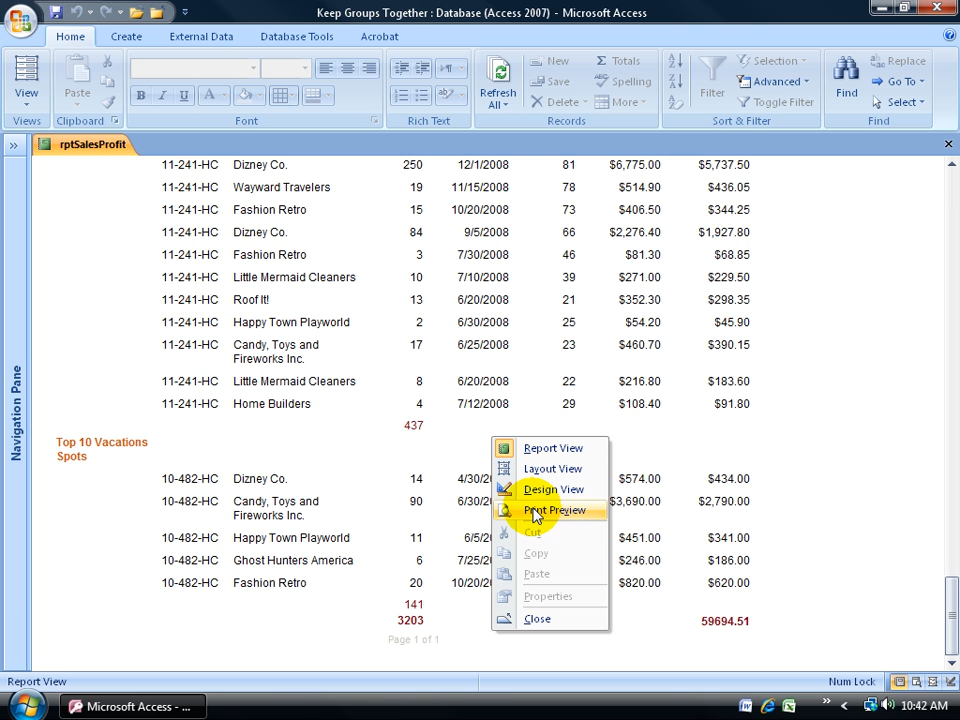 Keep Groups Together : Database (Access 2007) - Microsoft Access
Home Create External Data Database Tools Acrobat
View Paste Refresh All New Save Delete Totals Spelling More Filter Selection Advanced Toggle Filter Find Replace Go To Select
Views Clipboard Font Rich Text Records Sort & Filter Find
rptSalesProfit
Navigation Pane
11-241-HC Dizney Co. 250 12/1/2008 81 $6,775.00 $5,737.50
11-241-HC Wayward Travelers 19 11/15/2008 78 $514.90 $436.05
11-241-HC Fashion Retro 15 10/20/2008 73 $406.50 $344.25
11-241-HC Dizney Co. 84 9/5/2008 66 $2,276.40 $1,927.80
11-241-HC Fashion Retro 3 7/30/2008 46 $81.30 $68.85
11-241-HC Little Mermaid Cleaners 10 7/10/2008 39 $271.00 $229.50
11-241-HC Roof It! 13 6/20/2008 21 $352.30 $298.35
11-241-HC Happy Town Playworld 2 6/30/2008 25 $54.20 $45.90
11-241-HC Candy, Toys and 17 6/25/2008 23 $460.70 $390.15
Fireworks Inc.
11-241-HC Little Mermaid Cleaners 8 6/20/2008 22 $216.80 $183.60
11-241-HC Home Builders 4 7/12/2008 29 $108.40 $91.80
437
Top 10 Vacations
Spots
10-482-HC Dizney Co. 14 4/30/20 $574.00 $434.00
10-482-HC Candy, Toys and 90 6/30/20 $3,690.00 $2,790.00
Fireworks Inc.
10-482-HC Happy Town Playworld 11 6/5/2 $451.00 $341.00
10-482-HC Ghost Hunters America 6 7/25/2 $246.00 $186.00
10-482-HC Fashion Retro 20 10/20/20 $820.00 $620.00
141
3203 59694.51
Page 1 of 1
Report View
Layout View
Design View
Print Preview
Cut
Copy
Paste
Properties
Close
Report View Num Lock
Microsoft Access - ... 10:42 AM